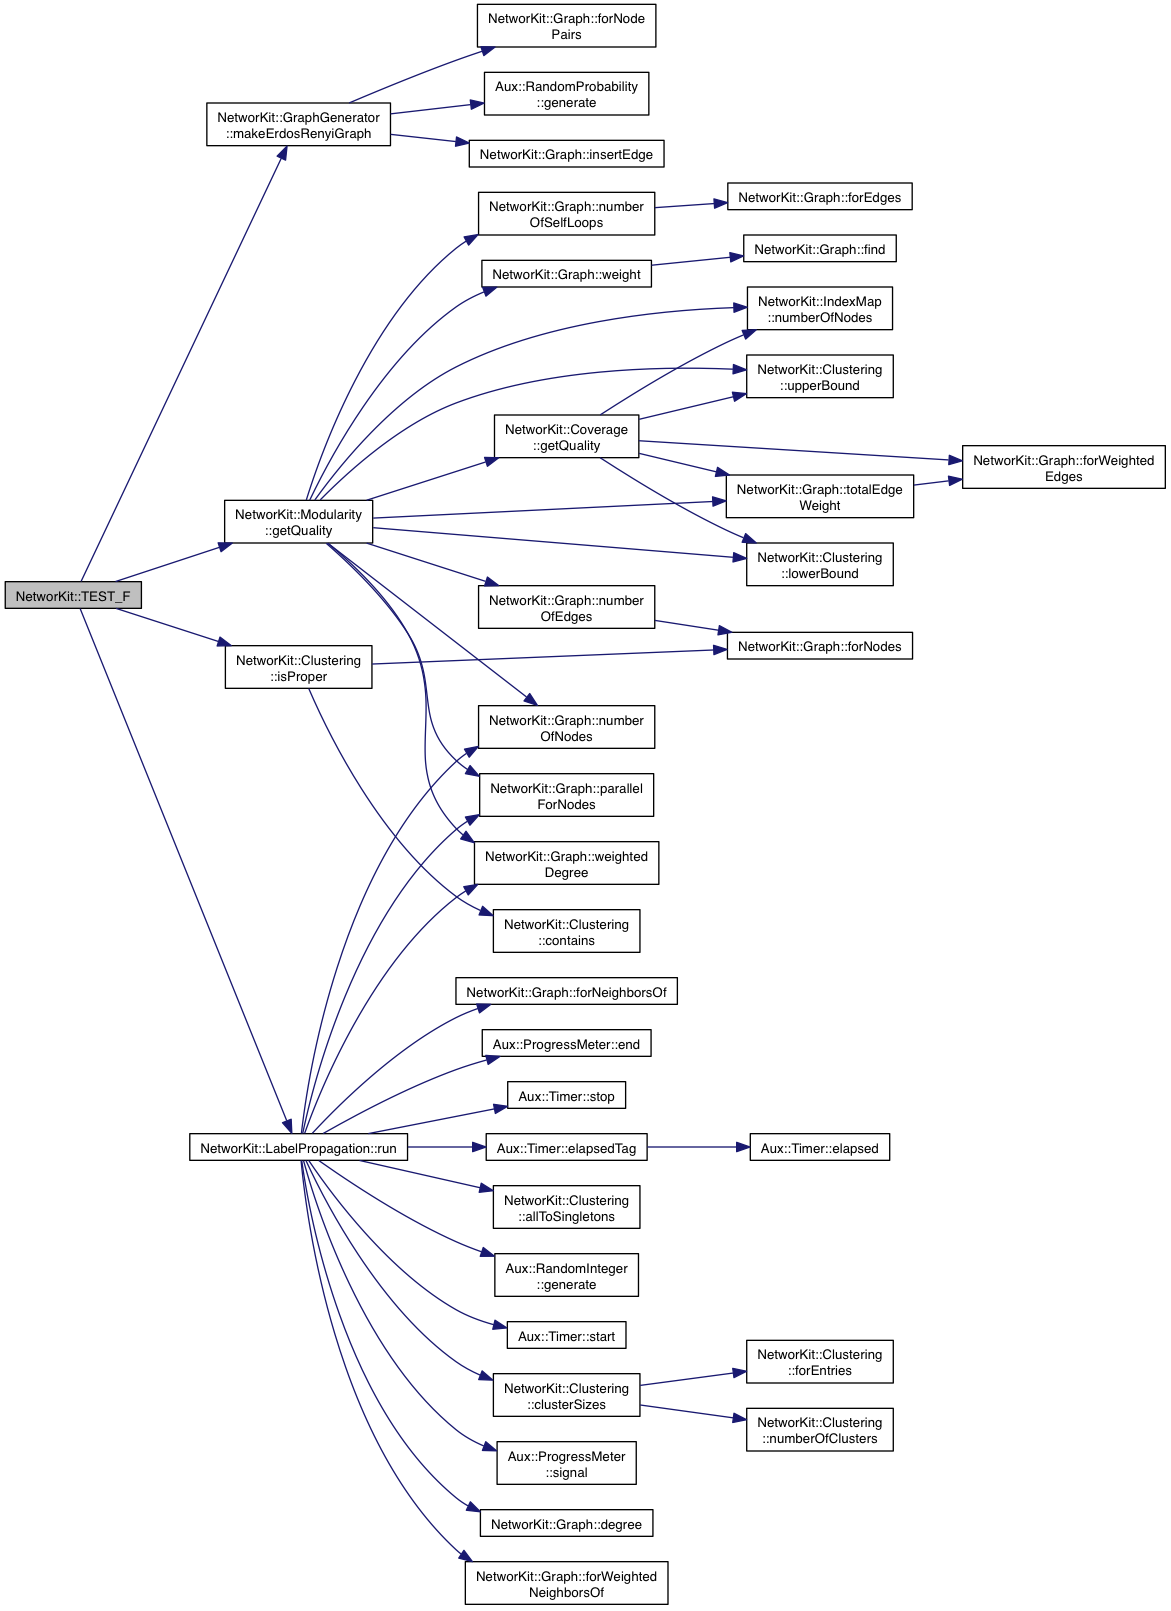 NetworKit::Graph::forNode
Pairs
Aux::RandomProbability
::generate
NetworKit::GraphGenerator
::makeErdosRenyiGraph
NetworKit::Graph::insertEdge
NetworKit::Graph::number
OfSelfLoops
NetworKit::Graph::forEdges
NetworKit::Graph::weight
NetworKit::Graph::find
NetworKit::IndexMap
::numberOfNodes
NetworKit::Clustering
::upperBound
NetworKit::Coverage
::getQuality
NetworKit::Graph::forWeighted
Edges
NetworKit::Graph::totalEdge
Weight
NetworKit::Modularity
::getQuality
NetworKit::Clustering
::lowerBound
NetworKit::TEST_F
NetworKit::Graph::number
OfEdges
NetworKit::Graph::forNodes
NetworKit::Clustering
::isProper
NetworKit::Graph::number
OfNodes
NetworKit::Graph::parallel
ForNodes
NetworKit::Graph::weighted
Degree
NetworKit::Clustering
::contains
NetworKit::Graph::forNeighborsOf
Aux::ProgressMeter::end
Aux::Timer::stop
NetworKit::LabelPropagation::run
Aux::Timer::elapsedTag
Aux::Timer::elapsed
NetworKit::Clustering
::allToSingletons
Aux::RandomInteger
::generate
Aux::Timer::start
NetworKit::Clustering
::forEntries
NetworKit::Clustering
::clusterSizes
NetworKit::Clustering
::numberOfClusters
Aux::ProgressMeter
::signal
NetworKit::Graph::degree
NetworKit::Graph::forWeighted
NeighborsOf